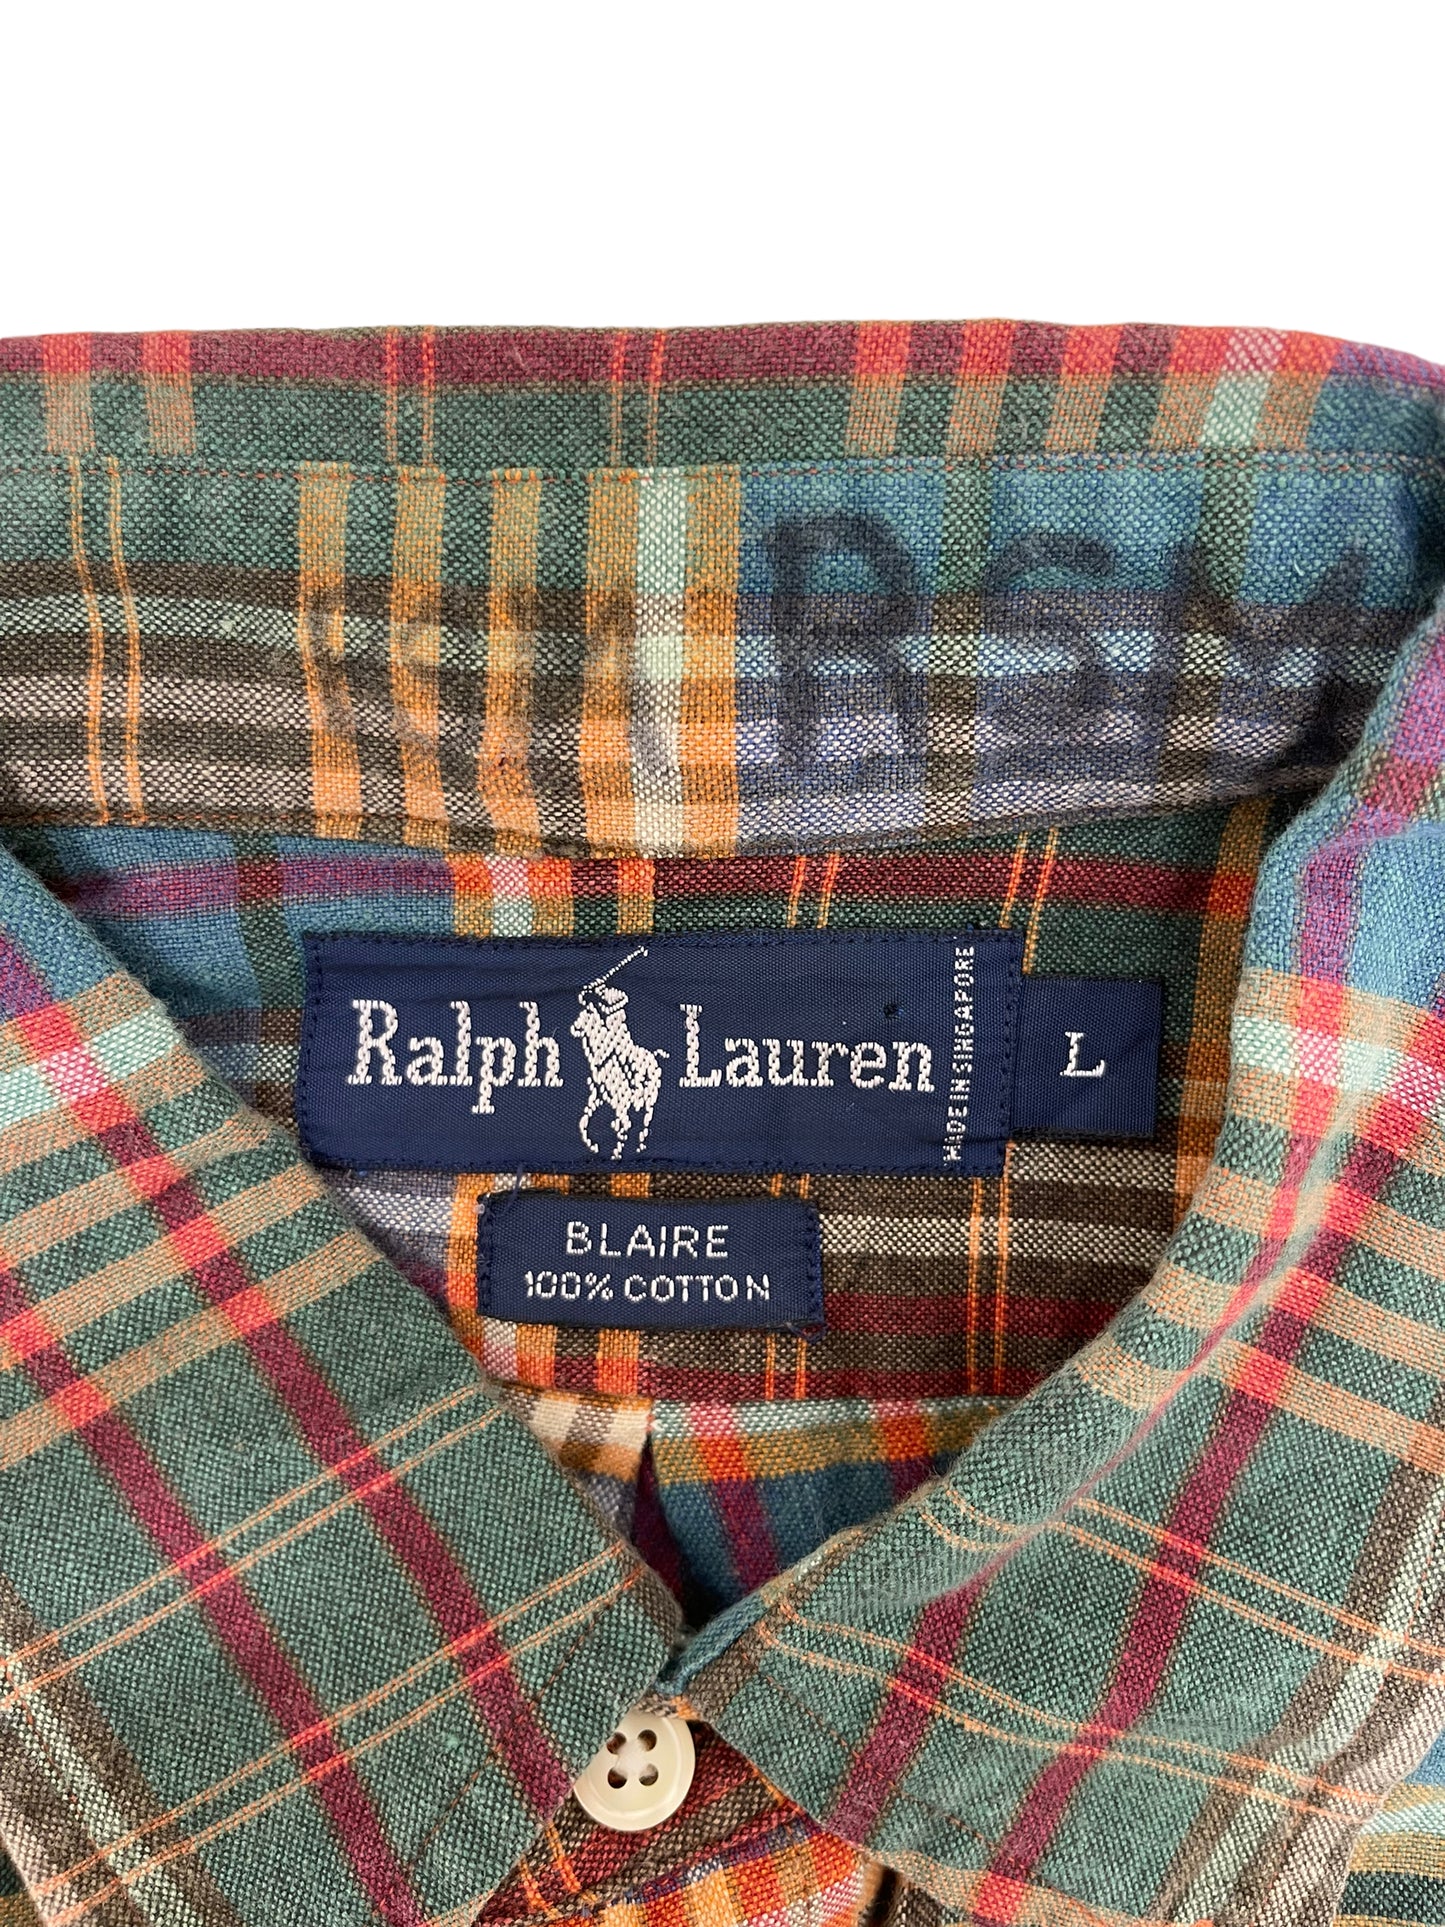 Ralph Lauren
MADE IN SINGAPORE
L
BLAIRE
100% COTTON